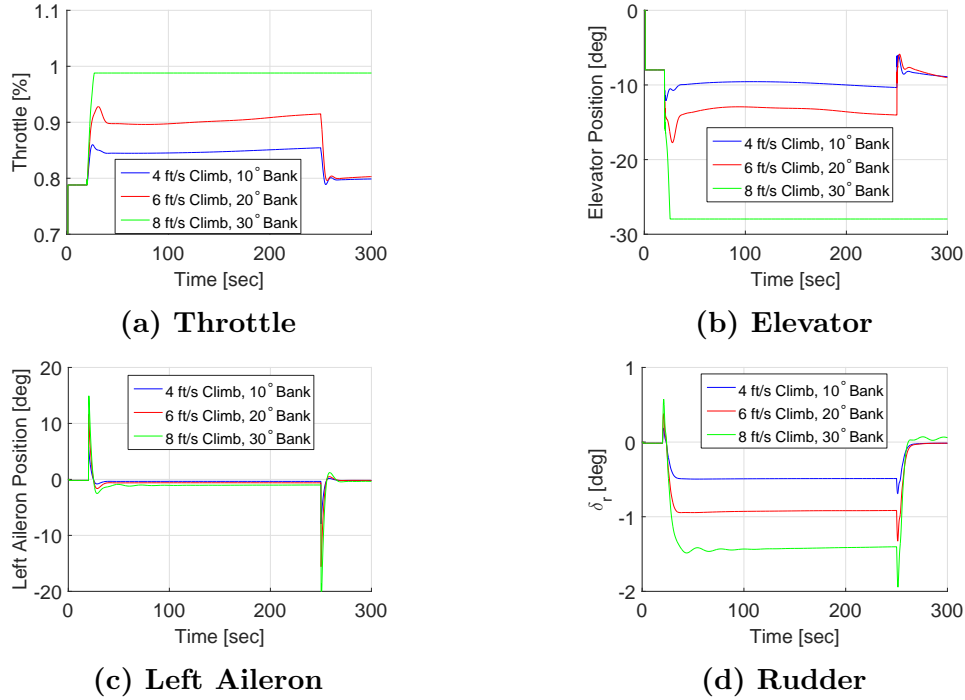 1.1
1
0.9
0.8
0.7
Throttle [%]
4 ft/s Climb, 10° Bank
6 ft/s Climb, 20° Bank
8 ft/s Climb, 30° Bank
0 100 200 300
Time [sec]
(a) Throttle
0
-10
-20
-30
Elevator Position [deg]
4 ft/s Climb, 10° Bank
6 ft/s Climb, 20° Bank
8 ft/s Climb, 30° Bank
0 100 200 300
Time [sec]
(b) Elevator
20
10
0
-10
-20
Left Aileron Position [deg]
4 ft/s Climb, 10° Bank
6 ft/s Climb, 20° Bank
8 ft/s Climb, 30° Bank
0 100 200 300
Time [sec]
(c) Left Aileron
1
0
-1
-2
δr [deg]
4 ft/s Climb, 10° Bank
6 ft/s Climb, 20° Bank
8 ft/s Climb, 30° Bank
0 100 200 300
Time [sec]
(d) Rudder